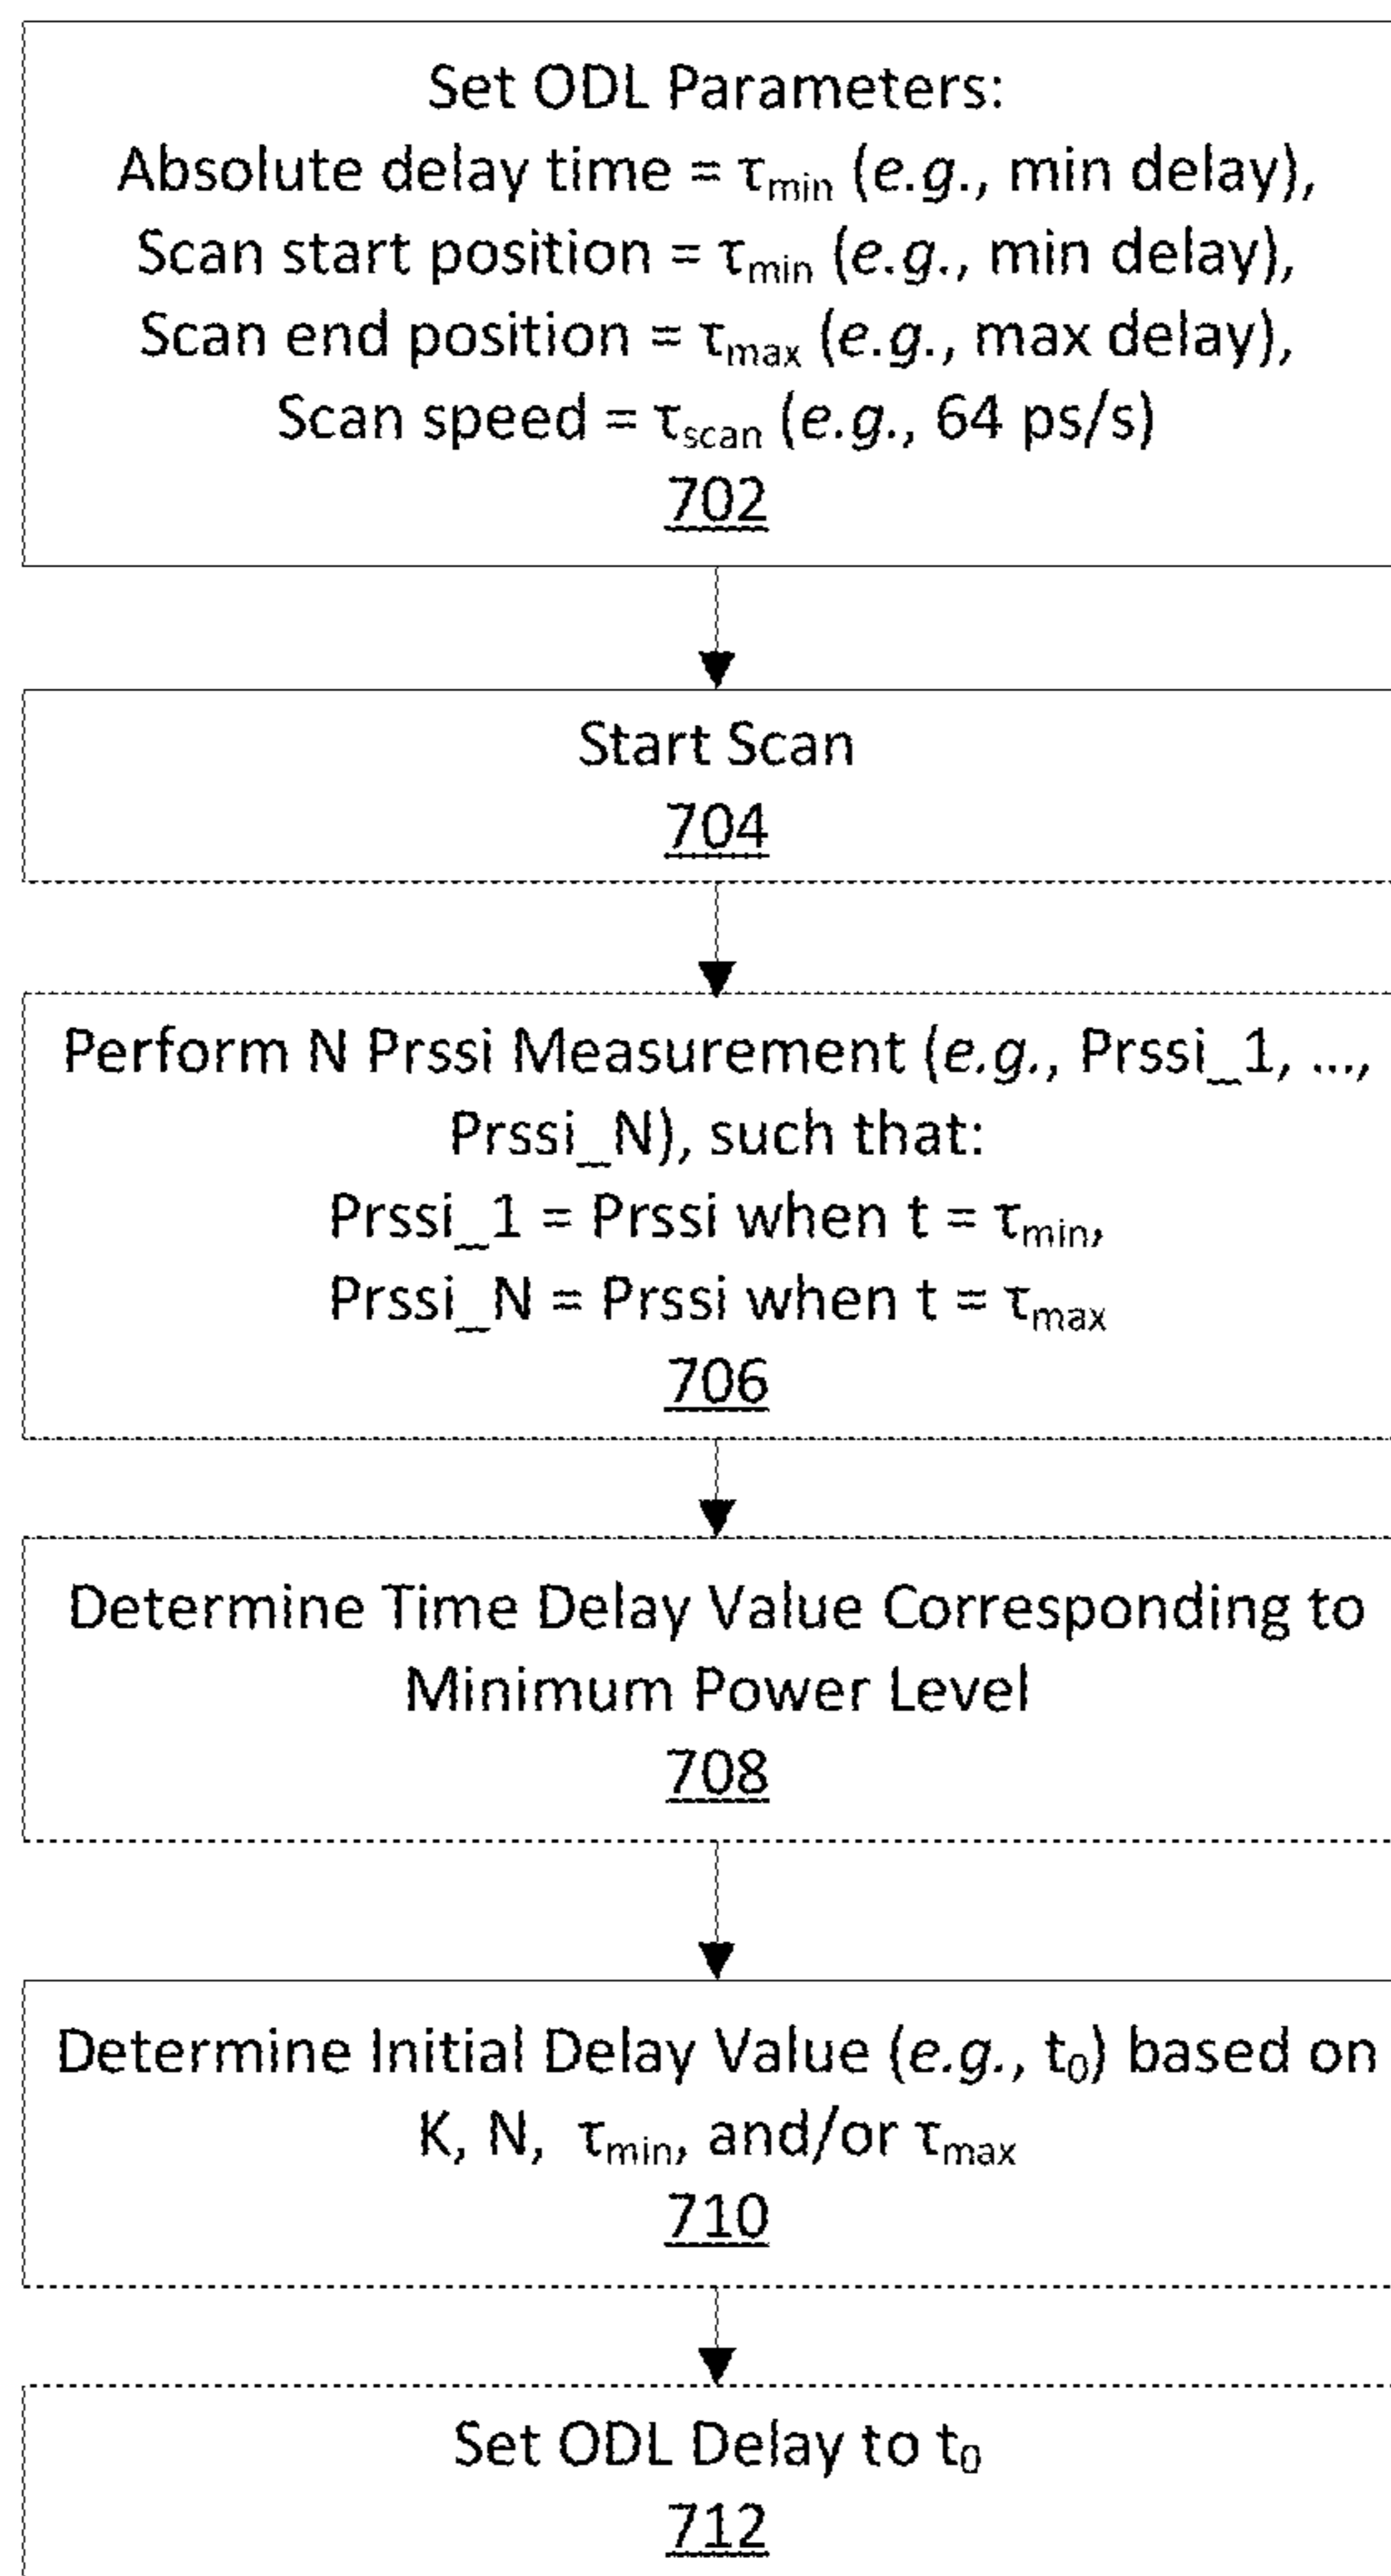 Set ODL Parameters:
Absolute delay time = τmin (e.g., min delay),
Scan start position = τmin (e.g., min delay),
Scan end position = τmax (e.g., max delay),
Scan speed = τscan (e.g., 64 ps/s)
702
Start Scan
704
Perform N Prssi Measurement (e.g., Prssi_1, ...,
Prssi_N), such that:
Prssi_1 = Prssi when t = τmin,
Prssi_N = Prssi when t = τmax
706
Determine Time Delay Value Corresponding to
Minimum Power Level
708
Determine Initial Delay Value (e.g., t0) based on
K, N, τmin, and/or τmax
710
Set ODL Delay to t0
712